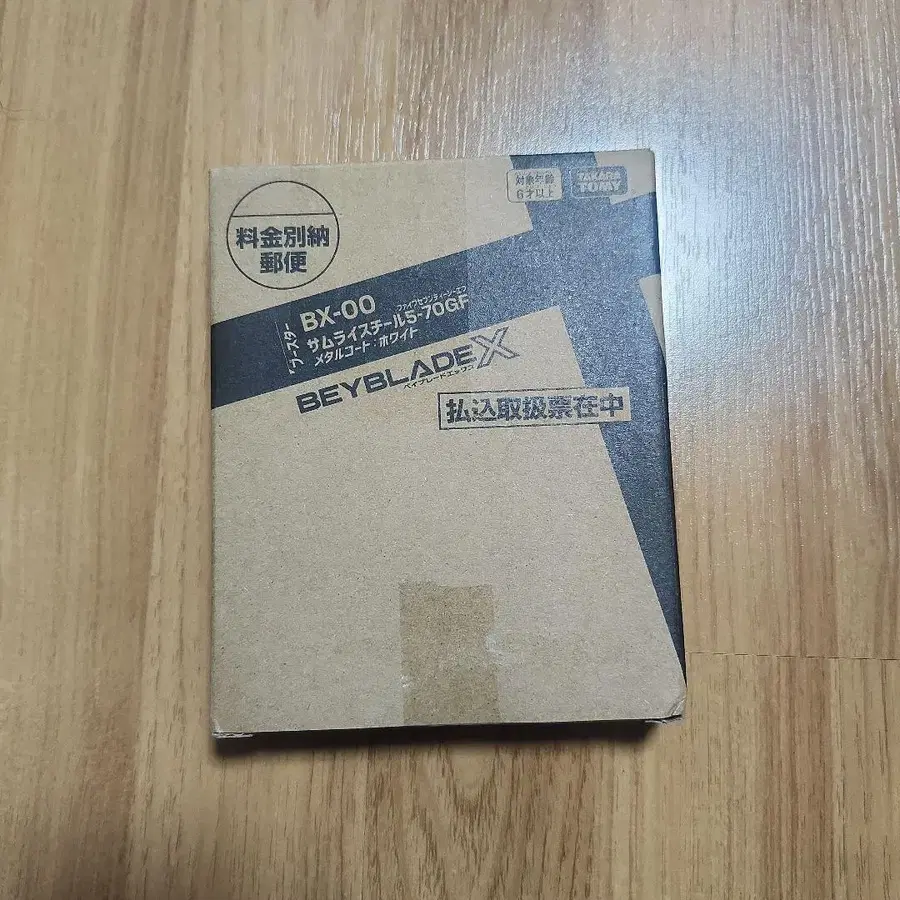 料金別納
郵便
対象年齢
6才以上
TAKARA
TOMY
ブースター
BX-00
ファイブセブンティージーエフ
サムライスチール5-70GF
メタルコート:ホワイト
BEYBLADE X
ベイブレードエックス
払込取扱票在中